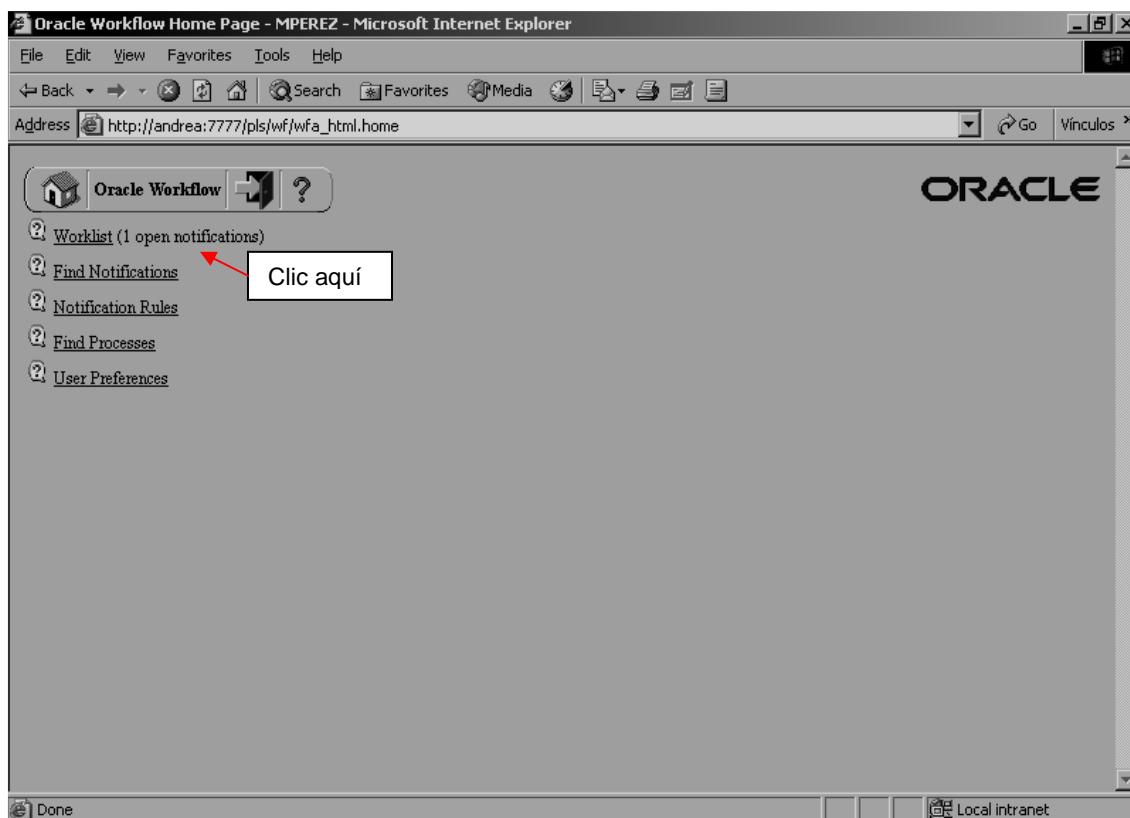 Oracle Workflow Home Page - MPEREZ - Microsoft Internet Explorer
File Edit View Favorites Tools Help
Back Search Favorites Media
Address http://andrea:7777/pls/wf/wfa_html.home Go Vínculos »
Oracle Workflow ? ORACLE
Worklist (1 open notifications)
Clic aquí
Find Notifications
Notification Rules
Find Processes
User Preferences
Done Local intranet